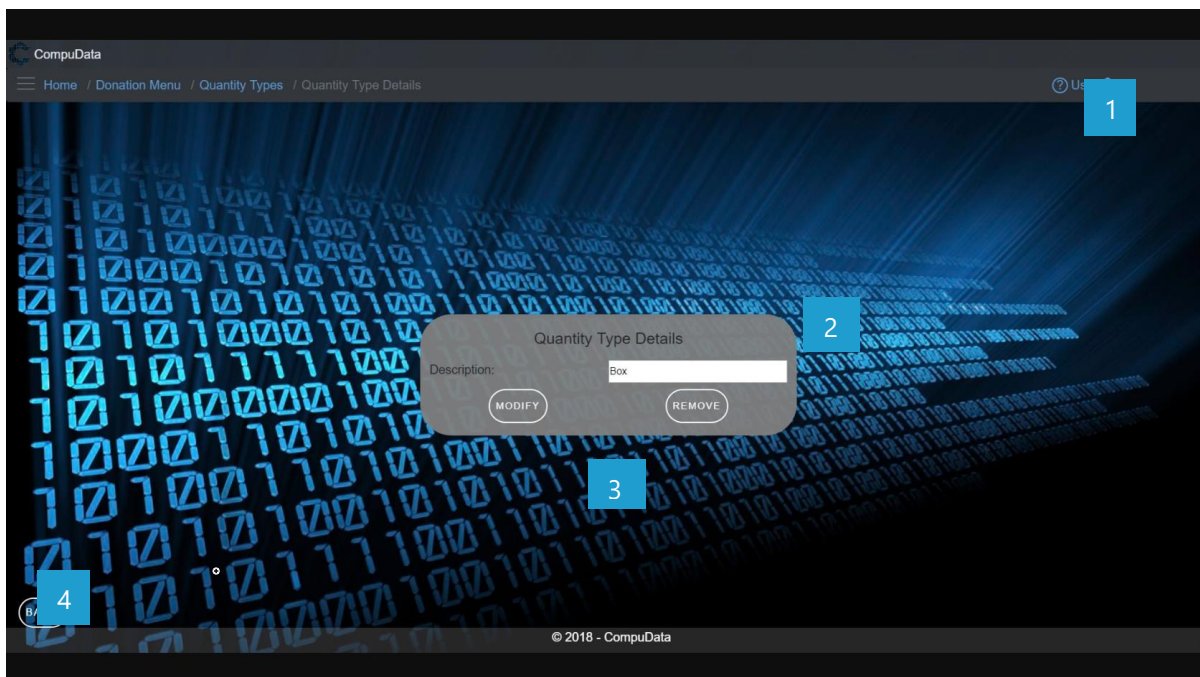 CompuData
Home / Donation Menu / Quantity Types / Quantity Type Details
1
2
Quantity Type Details
Description: Box
MODIFY REMOVE
3
4
© 2018 - CompuData